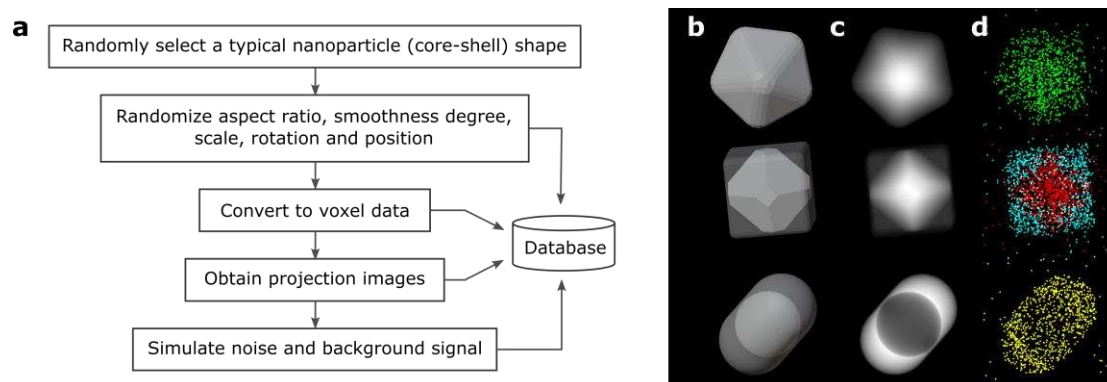 a
Randomly select a typical nanoparticle (core-shell) shape
Randomize aspect ratio, smoothness degree,
scale, rotation and position
Convert to voxel data
Database
Obtain projection images
Simulate noise and background signal
b
c
d